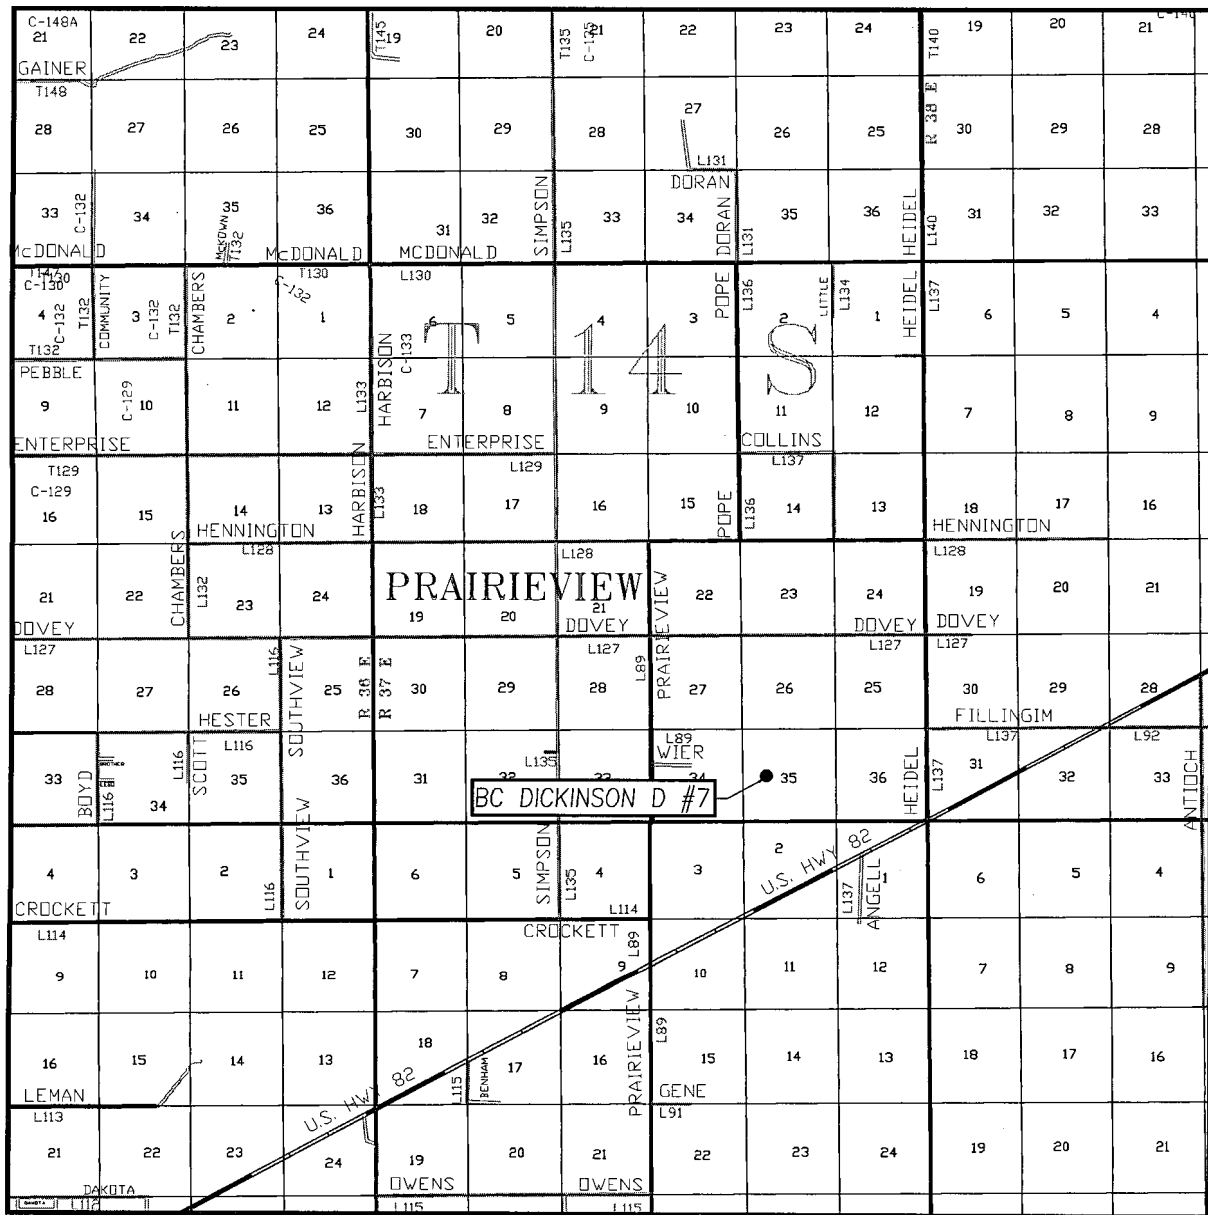 C-148A
21 22 23 24 T145 19 20 T135 C-135 21 22 23 24 T140 19 20 21
GAINER
T148
28 27 26 25 30 29 28 27 26 25 R 38 E 30 29 28
L131
DORAN
33 C-132 34 35 36 31 32 SIMPSON L135 33 34 DORAN L131 35 36 HEIDEL L140 31 32 33
McDONALD McKOWN T132 McDONALD MCDONALD
T147
T130 C-130 T130 L130
C-132
4 C-132 T132 COMMUNITY 3 C-132 T132 CHAMBERS 2 1 6 5 4 3 POPE L136 2 LITTLE L134 1 HEIDEL L137 6 5 4
T132
T 14 S
PEBBLE
9 C-129 10 11 12 L133 HARBISON C-133 7 8 9 10 11 12 7 8 9
ENTERPRISE ENTERPRISE COLLINS
T129 L129 L137
C-129
16 15 14 13 HARBISON L133 18 17 16 15 POPE L136 14 13 18 17 16
HENNINGTON HENNINGTON
L128 L128 L128
PRAIRIEVIEW
21 22 CHAMBERS L132 23 24 19 20 21 PRAIRIEVIEW 22 23 24 19 20 21
DOVEY DOVEY DOVEY DOVEY
L127 L127 L127 L127
28 27 26 L116 SOUTHVIEW 25 R 36 E R 37 E 30 29 28 L89 27 26 25 30 29 28
HESTER FILLINGIM
L116 L89 L137 L92
WIER
33 BOYD L116 34 L116 SCOTT 35 36 31 32 L135 33 34 35 36 HEIDEL L137 31 32 33 ANTIOCH
BC DICKINSON D #7
4 3 2 L116 SOUTHVIEW 1 6 5 SIMPSON L135 4 3 2 U.S. HWY 82 L137 ANGELL 1 6 5 4
CROCKETT L114
L114 CROCKETT
9 10 11 12 7 8 9 L89 10 11 12 7 8 9
16 15 14 13 18 L115 BENHAM 17 16 PRAIRIEVIEW L89 15 14 13 18 17 16
LEMAN U.S. HWY 82 GENE
L113 L91
21 22 23 24 19 20 21 22 23 24 19 20 21
DAKOTA OWENS OWENS
L112 L115 L115